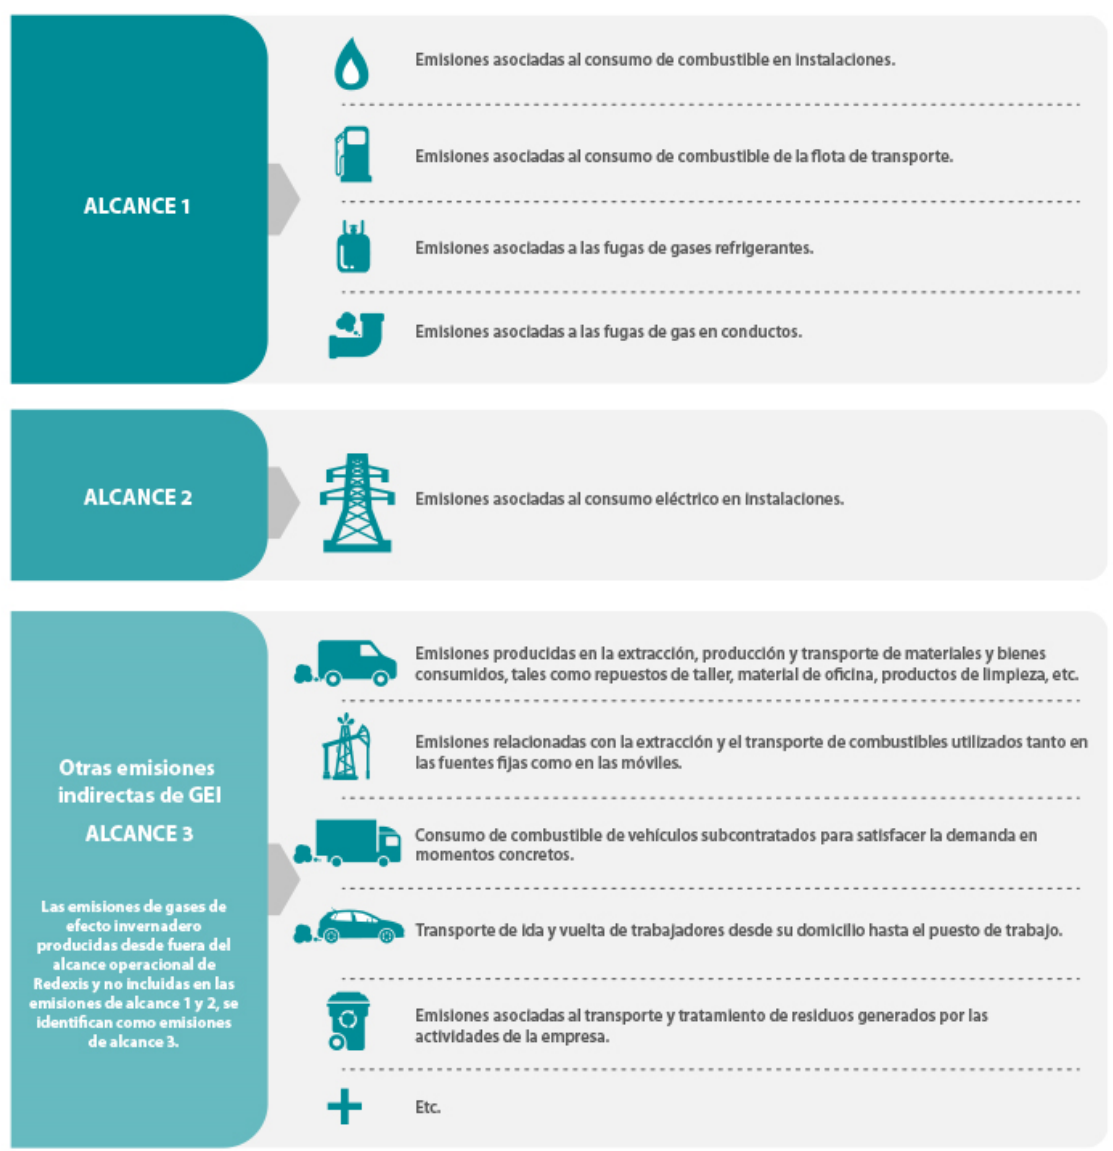 ALCANCE 1
Emisiones asociadas al consumo de combustible en instalaciones.
Emisiones asociadas al consumo de combustible de la flota de transporte.
Emisiones asociadas a las fugas de gases refrigerantes.
Emisiones asociadas a las fugas de gas en conductos.
ALCANCE 2
Emisiones asociadas al consumo eléctrico en instalaciones.
Otras emisiones
indirectas de GEI
ALCANCE 3
Las emisiones de gases de
efecto invernadero
producidas desde fuera del
alcance operacional de
Redexis y no incluidas en las
emisiones de alcance 1 y 2, se
identifican como emisiones
de alcance 3.
Emisiones producidas en la extracción, producción y transporte de materiales y bienes
consumidos, tales como repuestos de taller, material de oficina, productos de limpieza, etc.
Emisiones relacionadas con la extracción y el transporte de combustibles utilizados tanto en
las fuentes fijas como en las móviles.
Consumo de combustible de vehículos subcontratados para satisfacer la demanda en
momentos concretos.
Transporte de ida y vuelta de trabajadores desde su domicilio hasta el puesto de trabajo.
Emisiones asociadas al transporte y tratamiento de residuos generados por las
actividades de la empresa.
Etc.